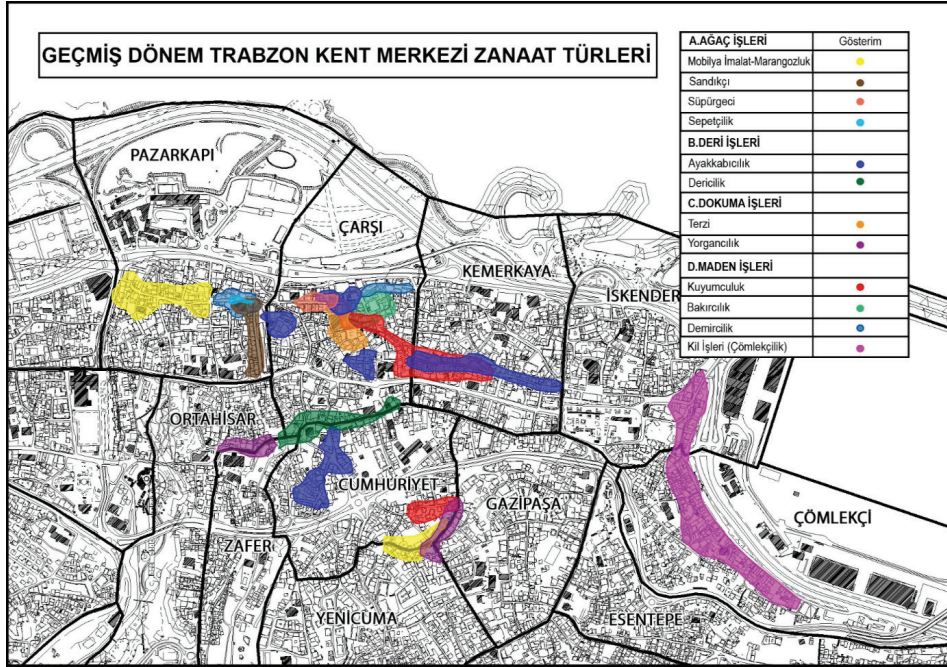 GEÇMİŞ DÖNEM TRABZON KENT MERKEZİ ZANAAT TÜRLERİ
A.AĞAÇ İŞLERİ Gösterim
Mobilya İmalat-Marangozluk
Sandıkçı
Süpürgeci
Sepetçilik
B.DERİ İŞLERİ
Ayakkabıcılık
Dericilik
C.DOKUMA İŞLERİ
Terzi
Yorgancılık
D.MADEN İŞLERİ
Kuyumculuk
Bakırcılık
Demircilik
Kil İşleri (Çömlekçilik)
PAZARKAPI
ÇARŞI
KEMERKAYA
İSKENDER
ORTAHİSAR
CUMHURİYET
GAZİPAŞA
ÇÖMLEKÇİ
ZAFER
YENİCUMA
ESENTEPE